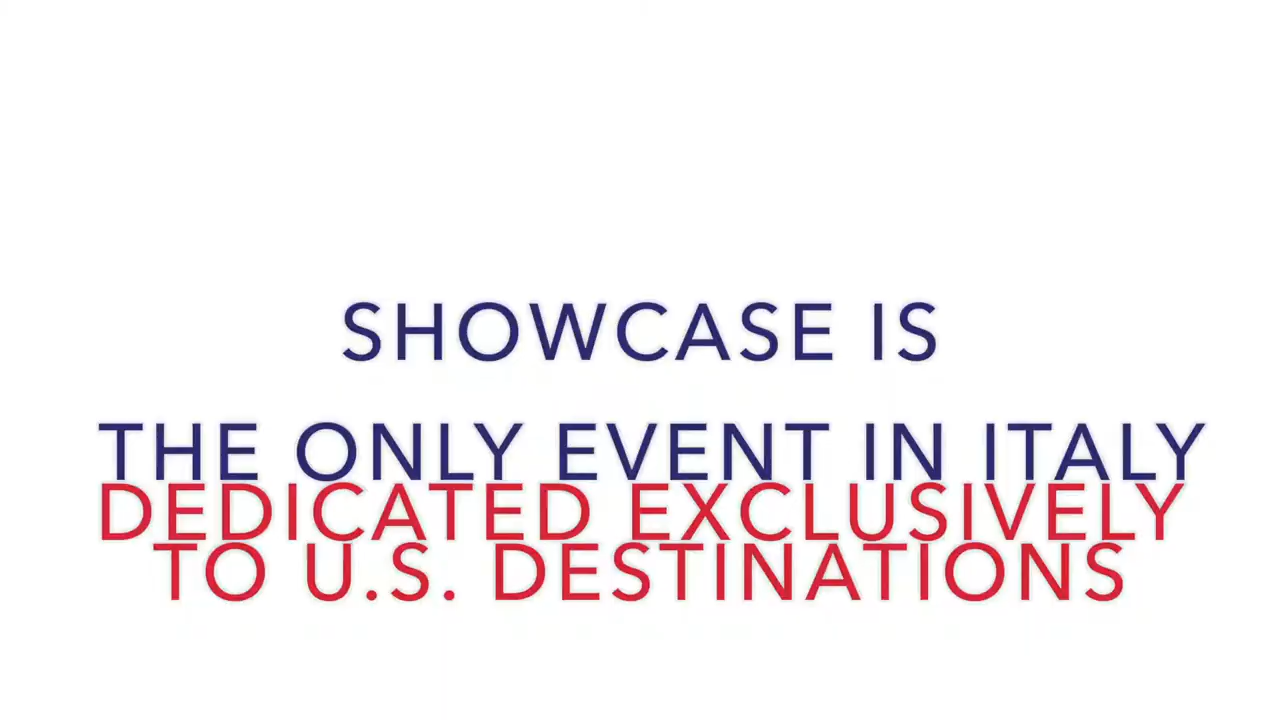 SHOWCASE IS
THE ONLY EVENT IN ITALY
DEDICATED EXCLUSIVELY
TO U.S. DESTINATIONS